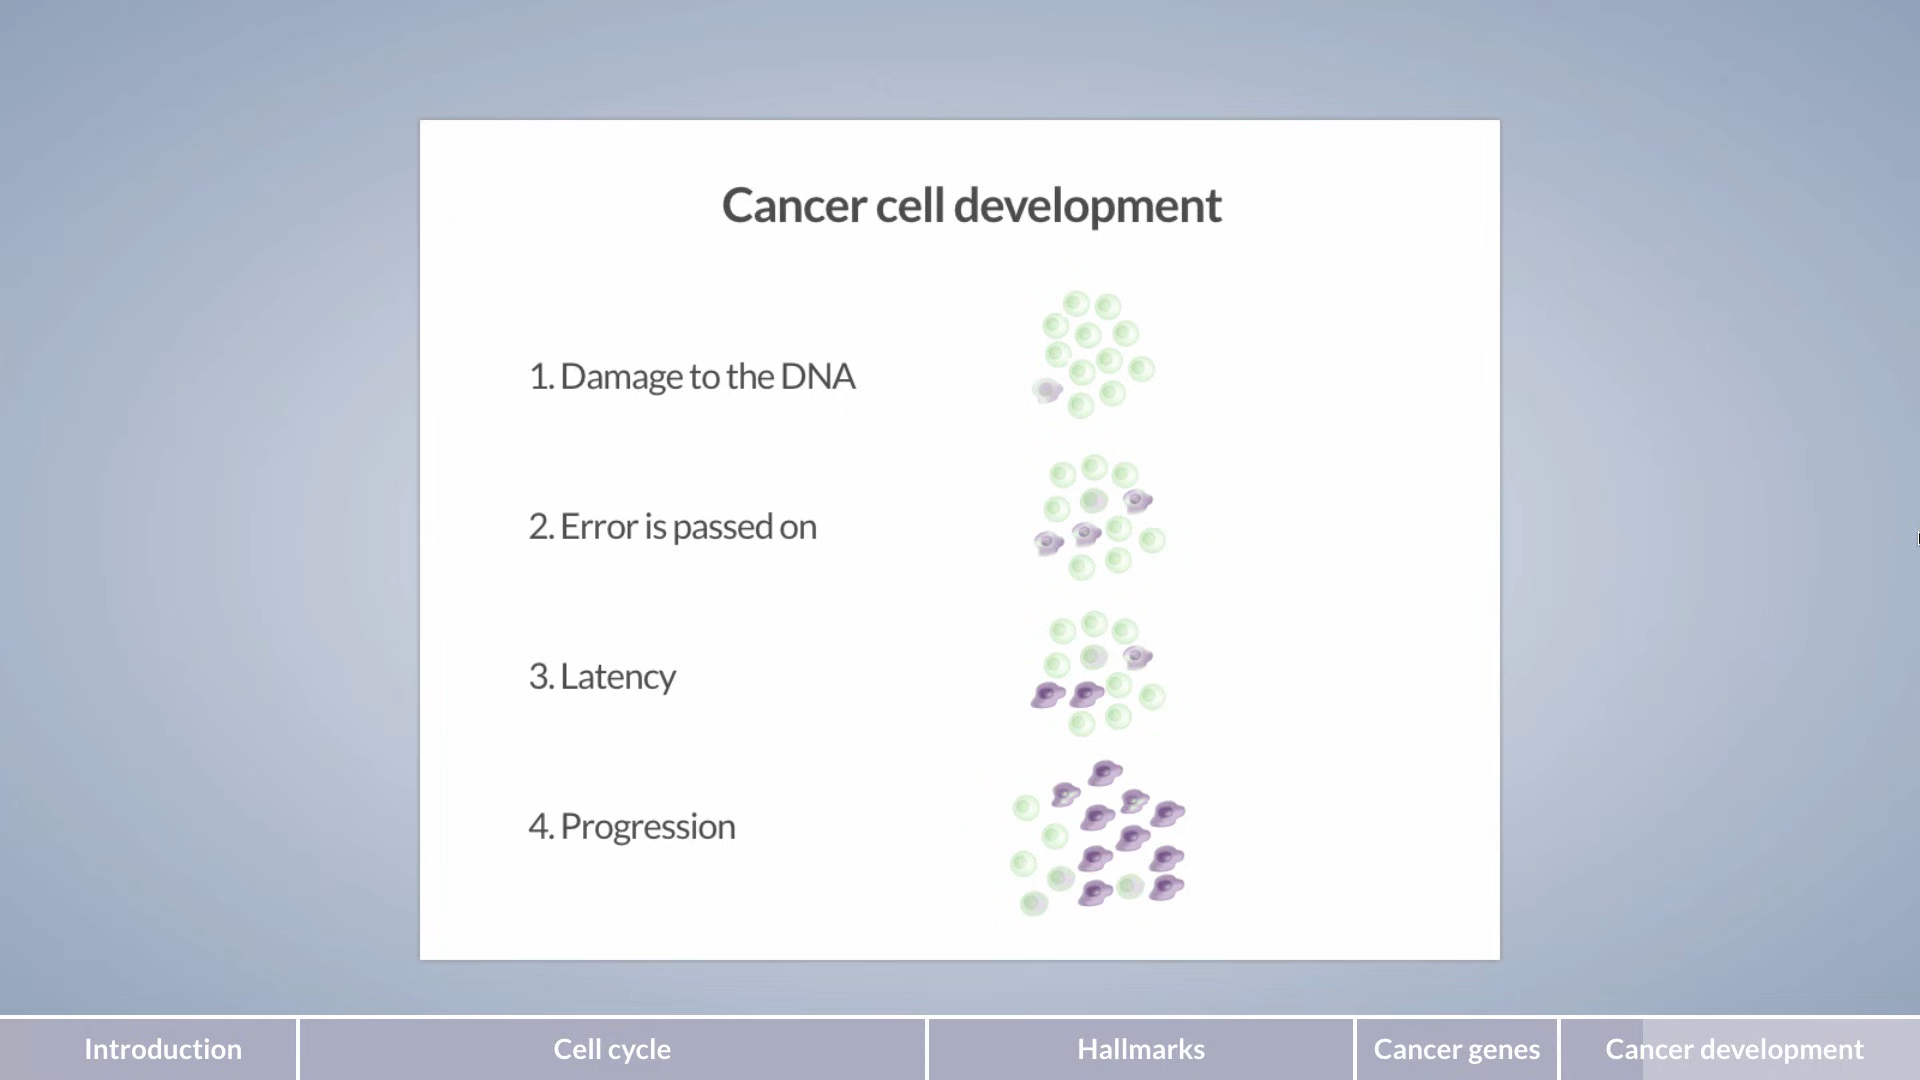 Cancer cell development
1. Damage to the DNA
2. Error is passed on
3. Latency
4. Progression
Introduction
Cell cycle
Hallmarks
Cancer genes
Cancer development